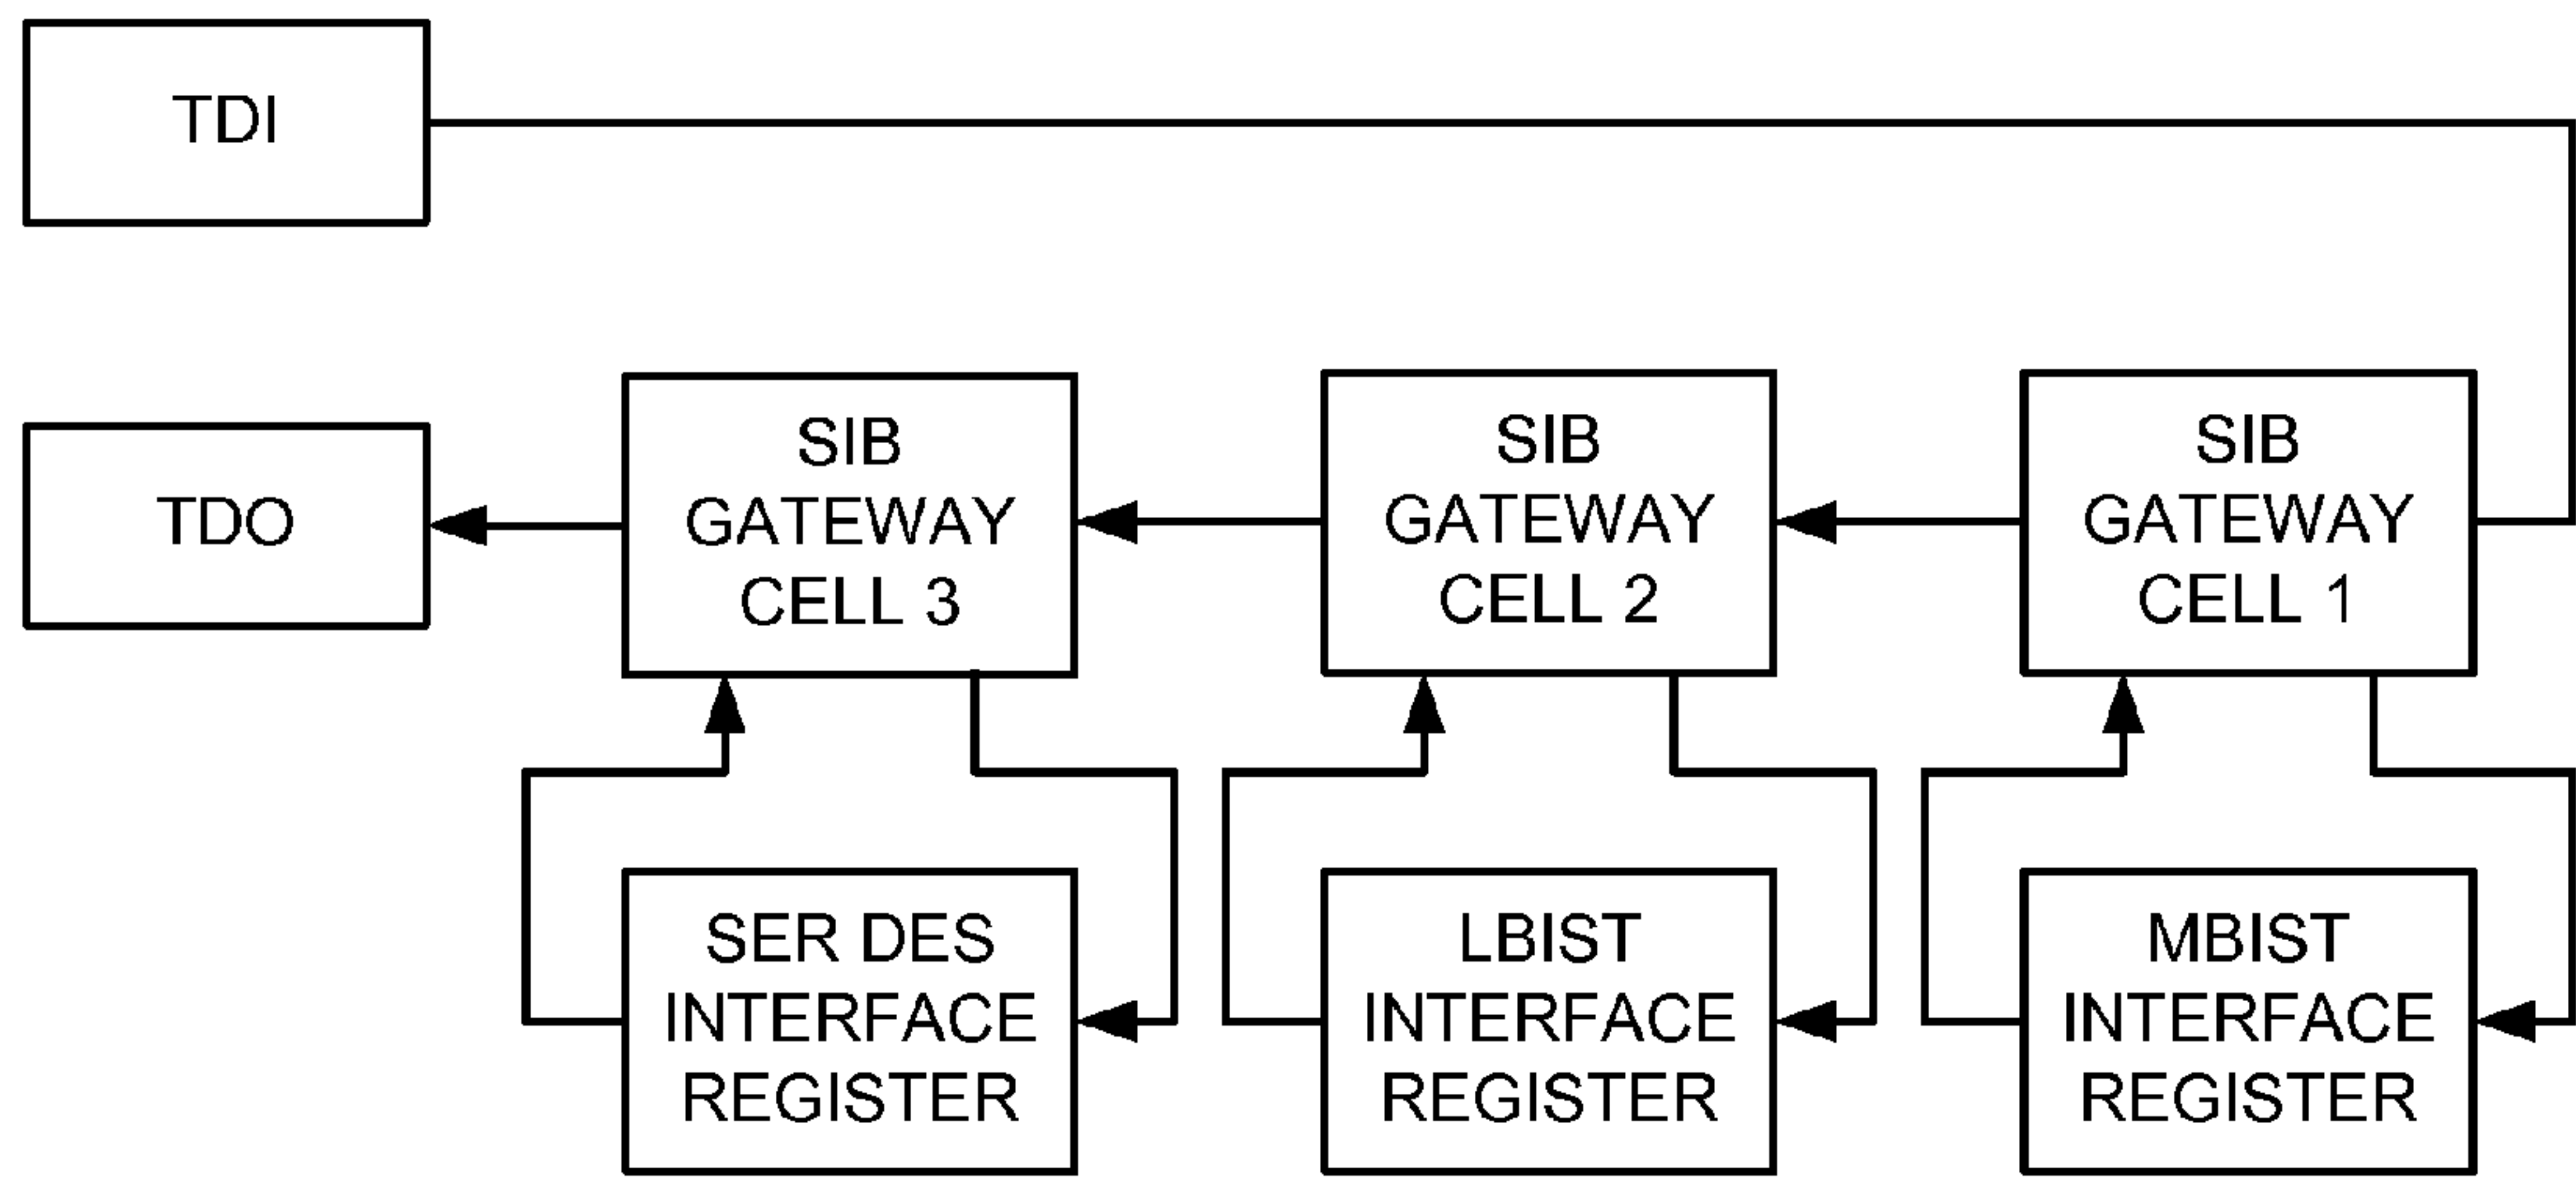 TDI
TDO
SIB
GATEWAY
CELL 3
SIB
GATEWAY
CELL 2
SIB
GATEWAY
CELL 1
SER DES
INTERFACE
REGISTER
LBIST
INTERFACE
REGISTER
MBIST
INTERFACE
REGISTER